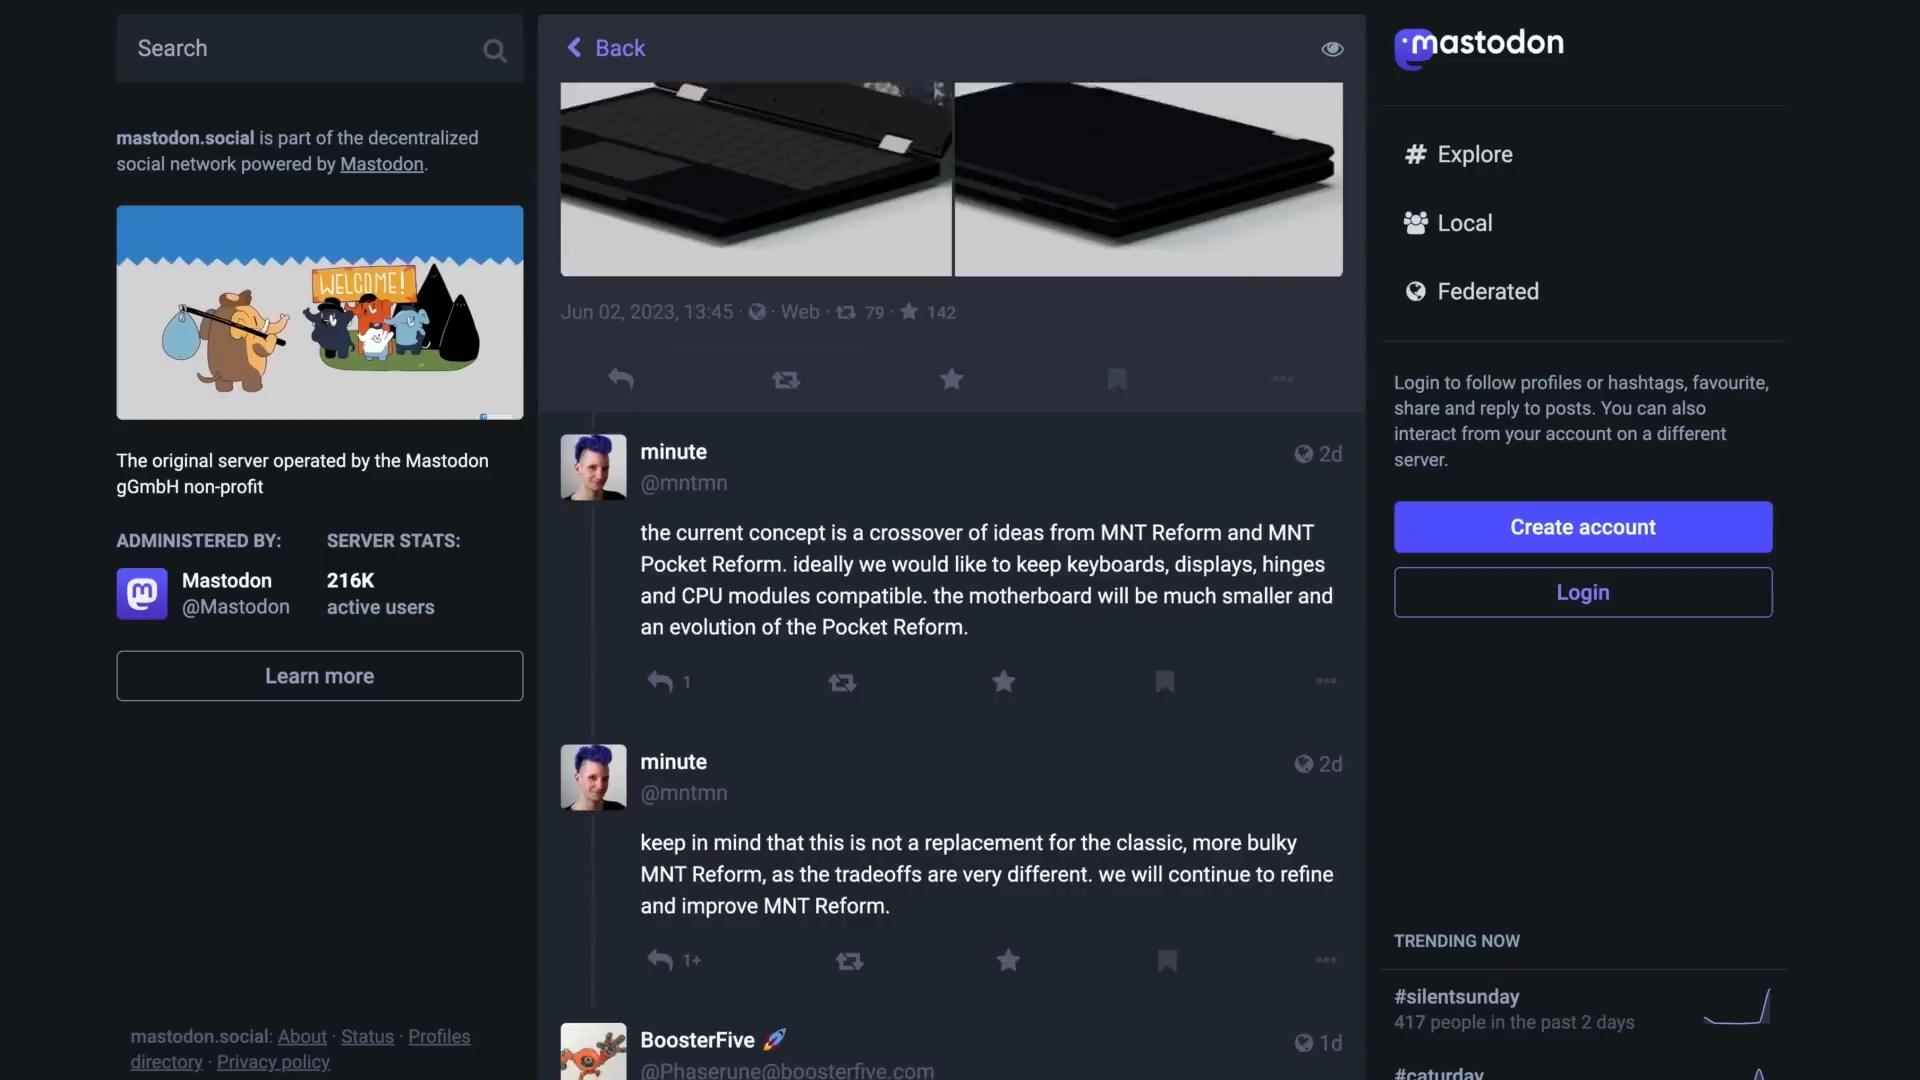 Search
mastodon.social is part of the decentralized
social network powered by Mastodon.
WELCOME!
The original server operated by the Mastodon
gGmbH non-profit
ADMINISTERED BY:
Mastodon
@Mastodon
SERVER STATS:
216K
active users
Learn more
mastodon.social: About · Status · Profiles
directory · Privacy policy
Back
Jun 02, 2023, 13:45 · Web · 79 · 142
minute
2d
@mntmn
the current concept is a crossover of ideas from MNT Reform and MNT
Pocket Reform. ideally we would like to keep keyboards, displays, hinges
and CPU modules compatible. the motherboard will be much smaller and
an evolution of the Pocket Reform.
1
minute
2d
@mntmn
keep in mind that this is not a replacement for the classic, more bulky
MNT Reform, as the tradeoffs are very different. we will continue to refine
and improve MNT Reform.
1+
BoosterFive
1d
@Phaserune@boosterfive.com
mastodon
# Explore
Local
Federated
Login to follow profiles or hashtags, favourite,
share and reply to posts. You can also
interact from your account on a different
server.
Create account
Login
TRENDING NOW
#silentsunday
417 people in the past 2 days
#caturday